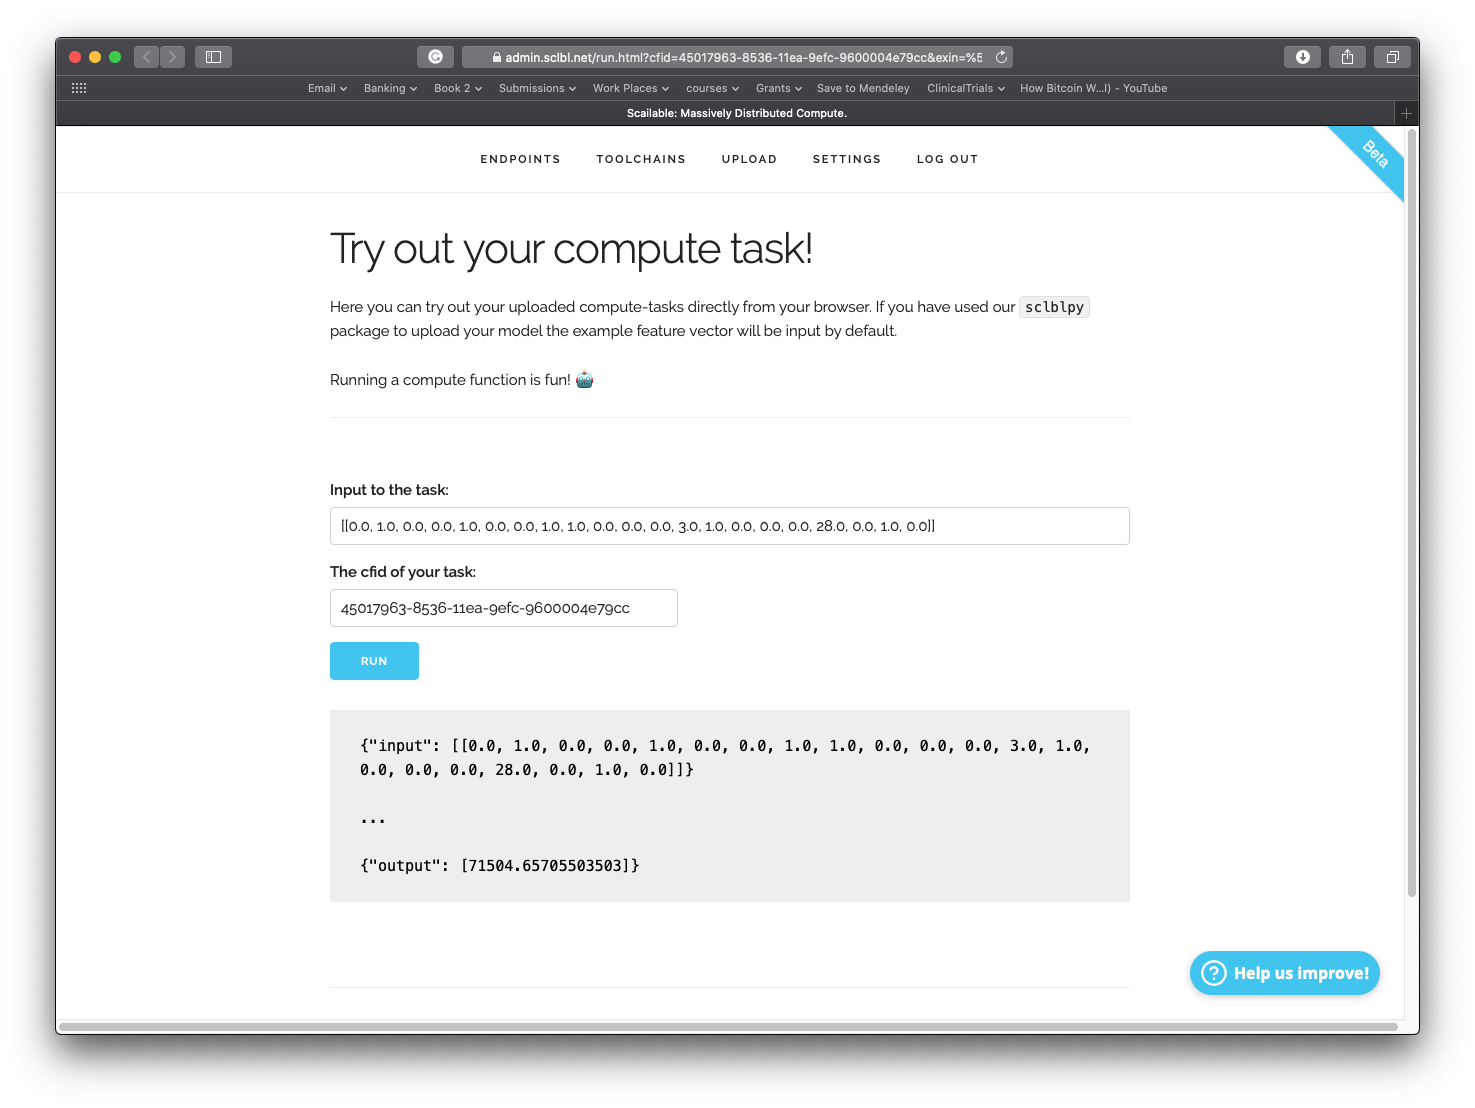 admin.sclbl.net/run.html?cfid=45017963-8536-11ea-9efc-9600004e79cc&exin=%5
Email Banking Book 2 Submissions Work Places courses Grants Save to Mendeley ClinicalTrials How Bitcoin W...I) - YouTube
Scailable: Massively Distributed Compute.
ENDPOINTS TOOLCHAINS UPLOAD SETTINGS LOG OUT
Beta
Try out your compute task!
Here you can try out your uploaded compute-tasks directly from your browser. If you have used our sclblpy
package to upload your model the example feature vector will be input by default.
Running a compute function is fun! 🤖
Input to the task:
[[0.0, 1.0, 0.0, 0.0, 1.0, 0.0, 0.0, 1.0, 1.0, 0.0, 0.0, 0.0, 3.0, 1.0, 0.0, 0.0, 0.0, 28.0, 0.0, 1.0, 0.0]]
The cfid of your task:
45017963-8536-11ea-9efc-9600004e79cc
RUN
{"input": [[0.0, 1.0, 0.0, 0.0, 1.0, 0.0, 0.0, 1.0, 1.0, 0.0, 0.0, 0.0, 3.0, 1.0,
0.0, 0.0, 0.0, 28.0, 0.0, 1.0, 0.0]]}
...
{"output": [71504.65705503503]}
Help us improve!